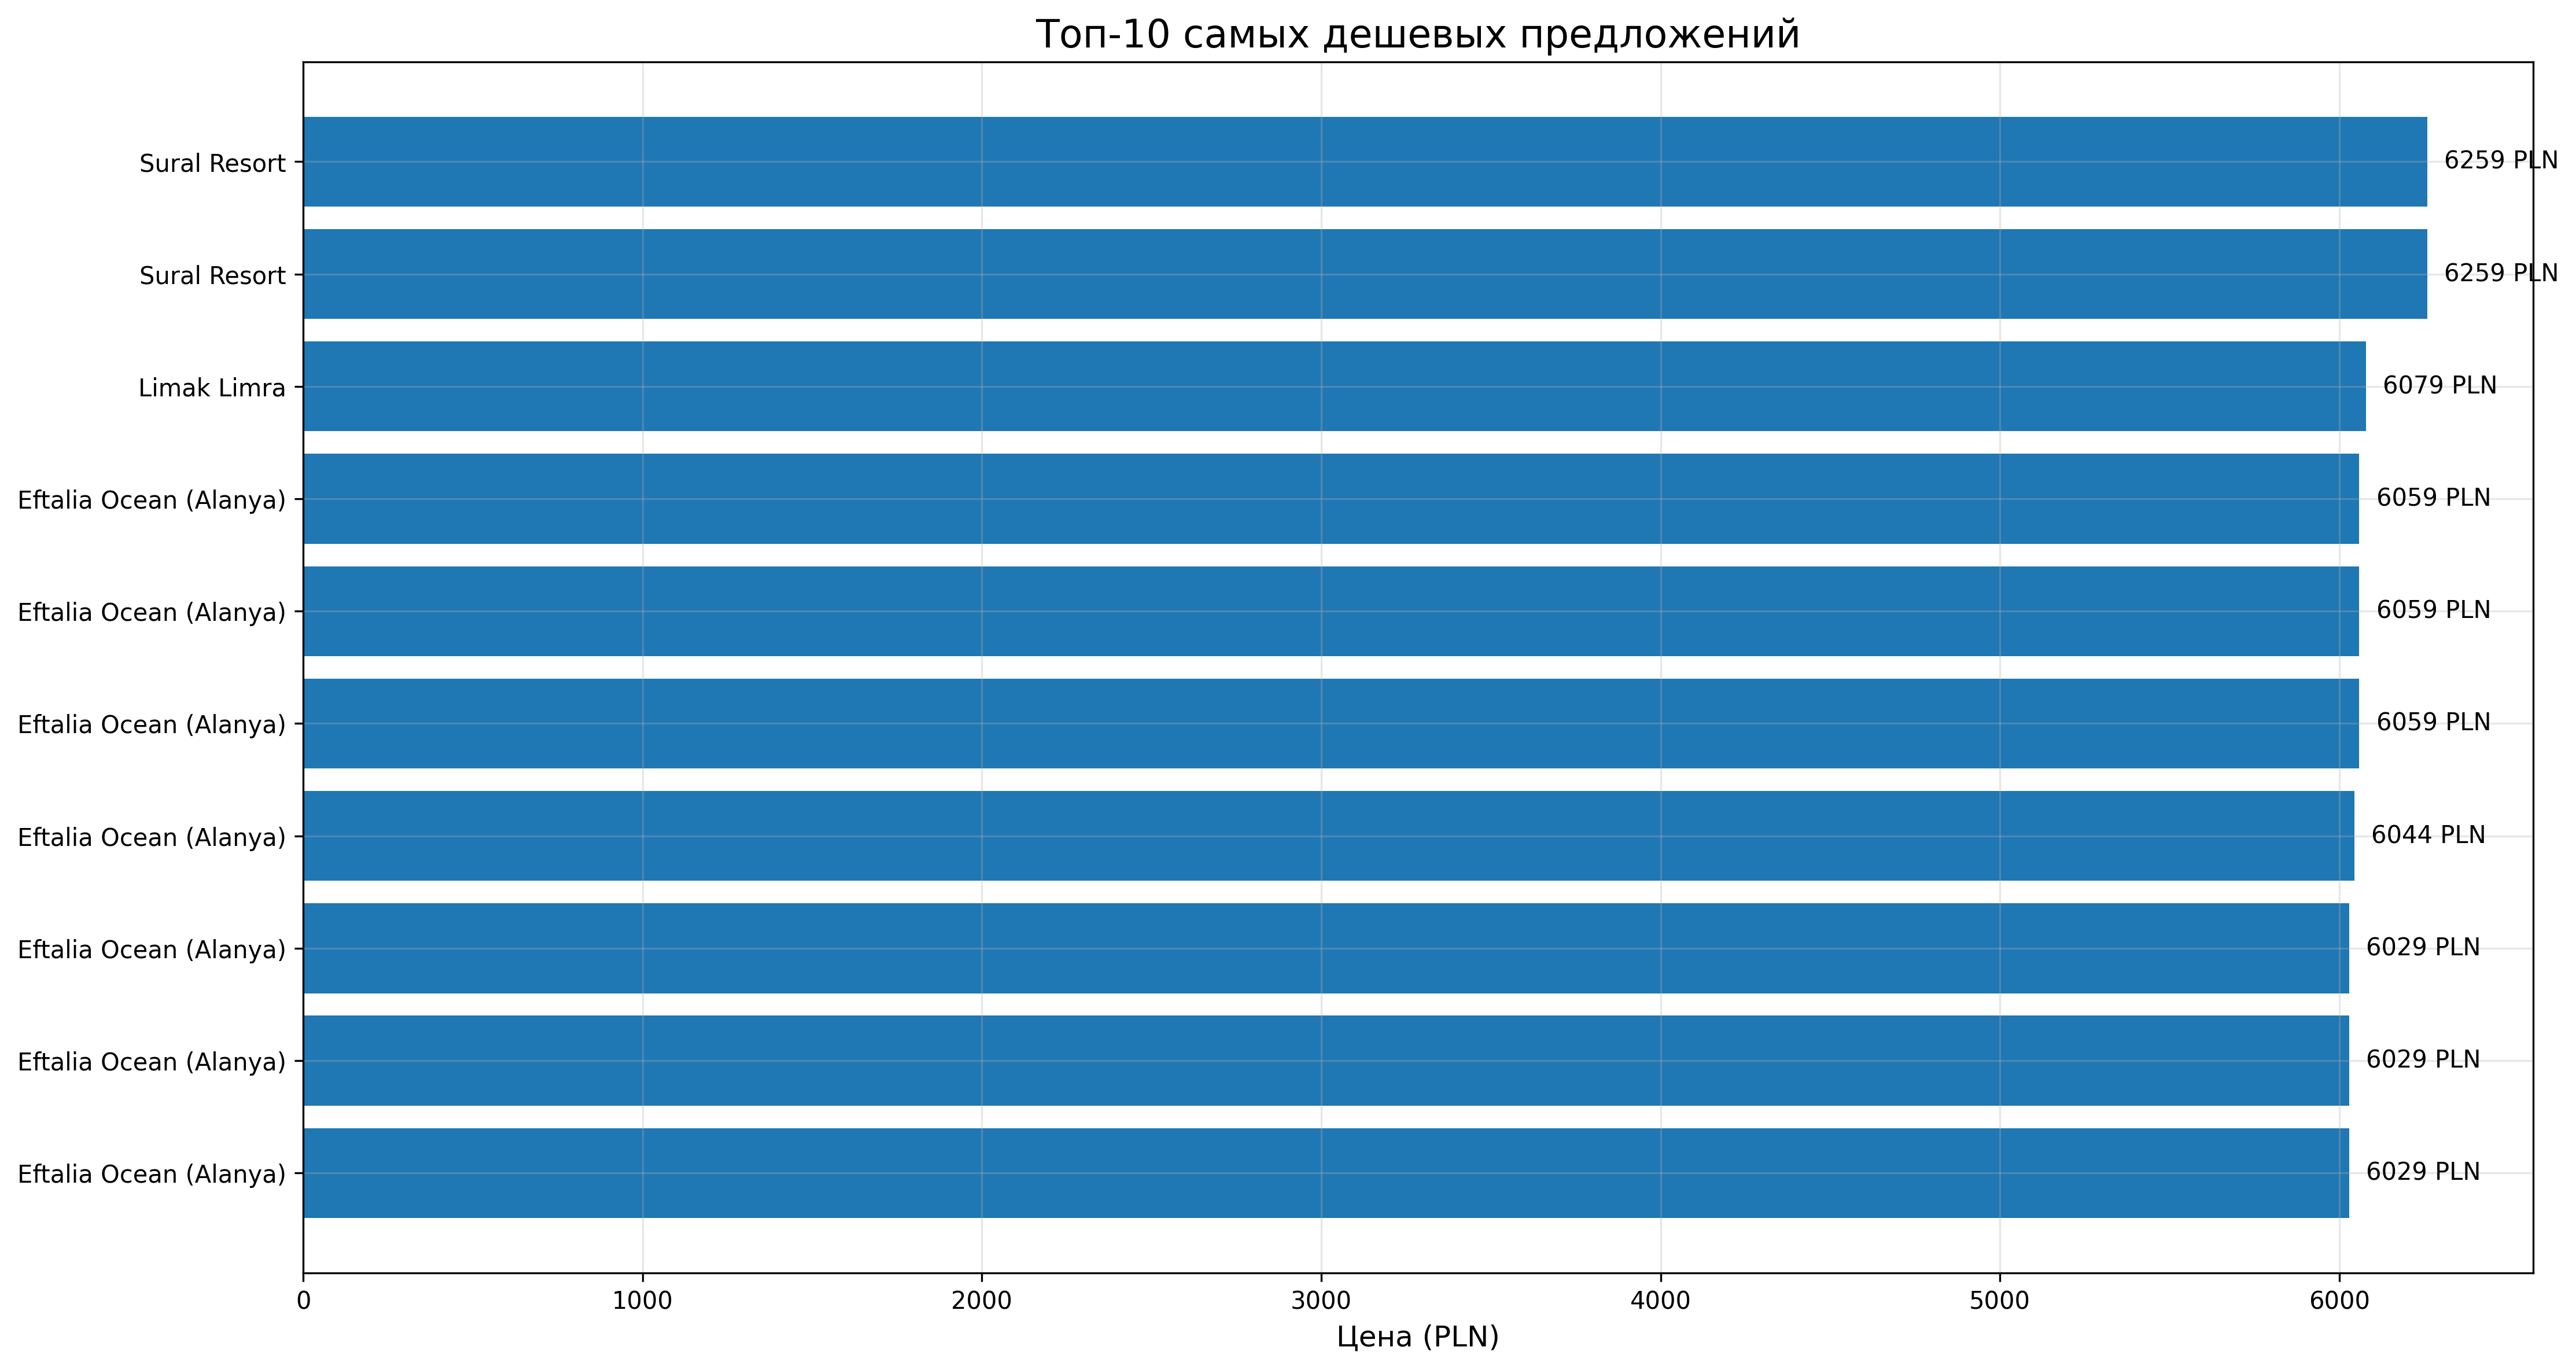 Топ-10 самых дешевых предложений
Sural Resort 6259 PLN
Sural Resort 6259 PLN
Limak Limra 6079 PLN
Eftalia Ocean (Alanya) 6059 PLN
Eftalia Ocean (Alanya) 6059 PLN
Eftalia Ocean (Alanya) 6059 PLN
Eftalia Ocean (Alanya) 6044 PLN
Eftalia Ocean (Alanya) 6029 PLN
Eftalia Ocean (Alanya) 6029 PLN
Eftalia Ocean (Alanya) 6029 PLN
0 1000 2000 3000 4000 5000 6000
Цена (PLN)